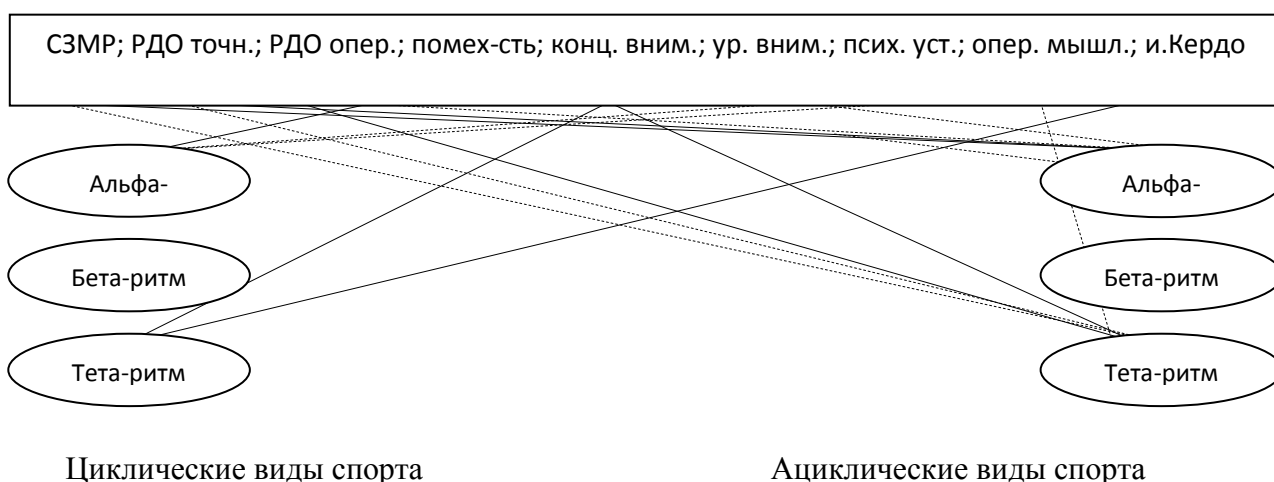 СЗМР; РДО точн.; РДО опер.; помех-сть; конц. вним.; ур. вним.; псих. уст.; опер. мышл.; и.Кердо
Альфа-
Альфа-
Бета-ритм
Бета-ритм
Тета-ритм
Тета-ритм
Циклические виды спорта
Ациклические виды спорта